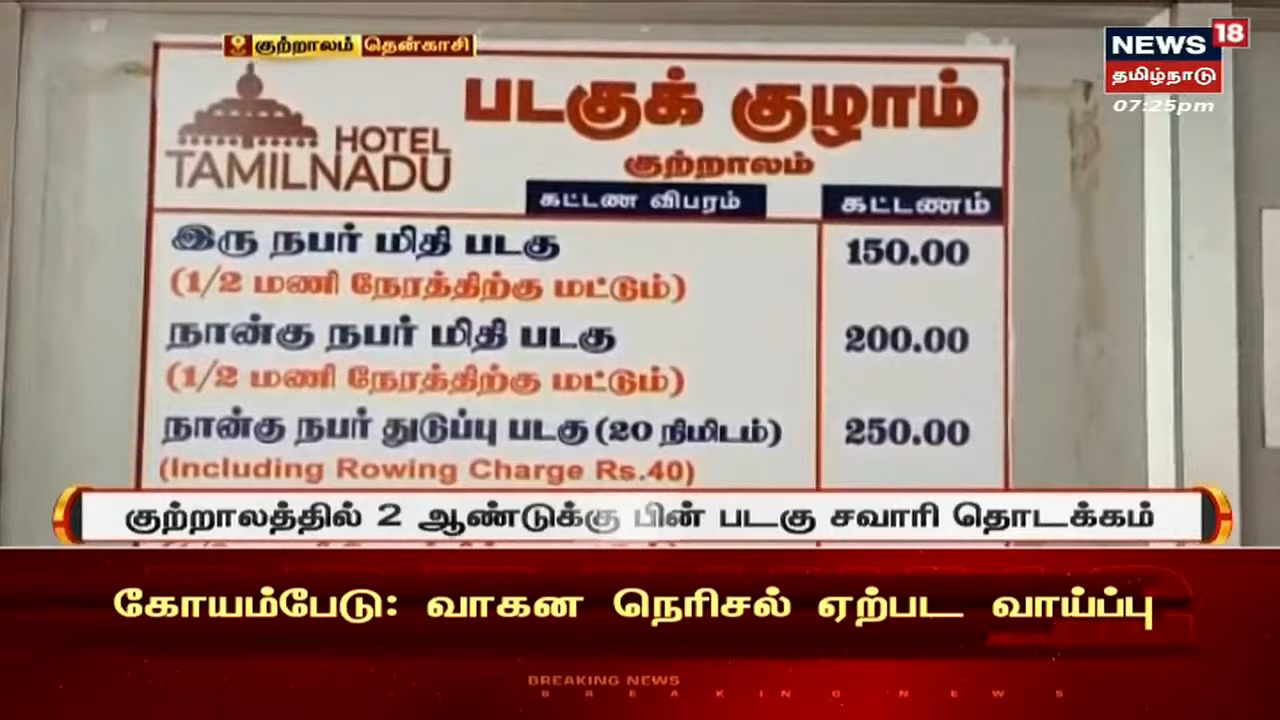 குற்றாலம் தென்காசி
NEWS 18
தமிழ்நாடு
07:25pm
HOTEL
TAMILNADU
படகுக் குழாம்
குற்றாலம்
கட்டண விபரம் கட்டணம்
இரு நபர் மிதி படகு 150.00
(1/2 மணி நேரத்திற்கு மட்டும்)
நான்கு நபர் மிதி படகு 200.00
(1/2 மணி நேரத்திற்கு மட்டும்)
நான்கு நபர் துடுப்பு படகு (20 நிமிடம்) 250.00
(Including Rowing Charge Rs.40)
குற்றாலத்தில் 2 ஆண்டுக்கு பின் படகு சவாரி தொடக்கம்
கோயம்பேடு: வாகன நெரிசல் ஏற்பட வாய்ப்பு
BREAKING NEWS
BREAKING NEWS